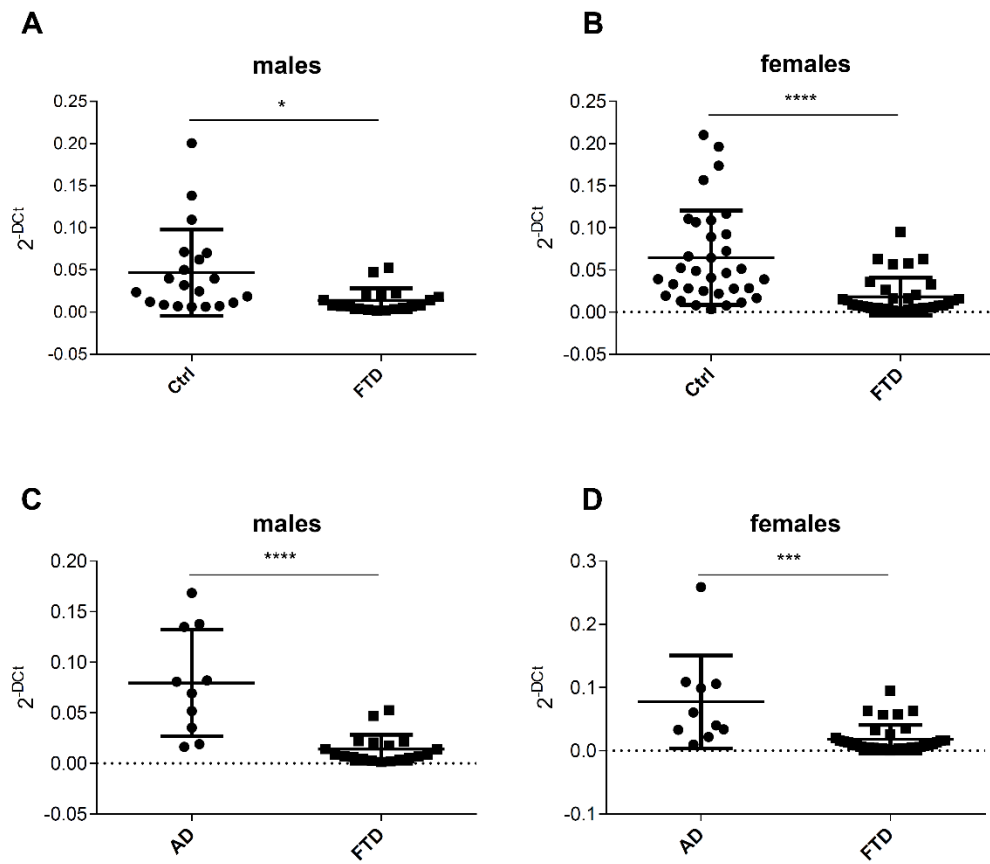 A
males
*
0.25
0.20
0.15
0.10
0.05
0.00
-0.05
2^-DCt
Ctrl
FTD
B
females
****
0.25
0.20
0.15
0.10
0.05
0.00
-0.05
2^-DCt
Ctrl
FTD
C
males
****
0.20
0.15
0.10
0.05
0.00
-0.05
2^-DCt
AD
FTD
D
females
***
0.3
0.2
0.1
0.0
-0.1
2^-DCt
AD
FTD